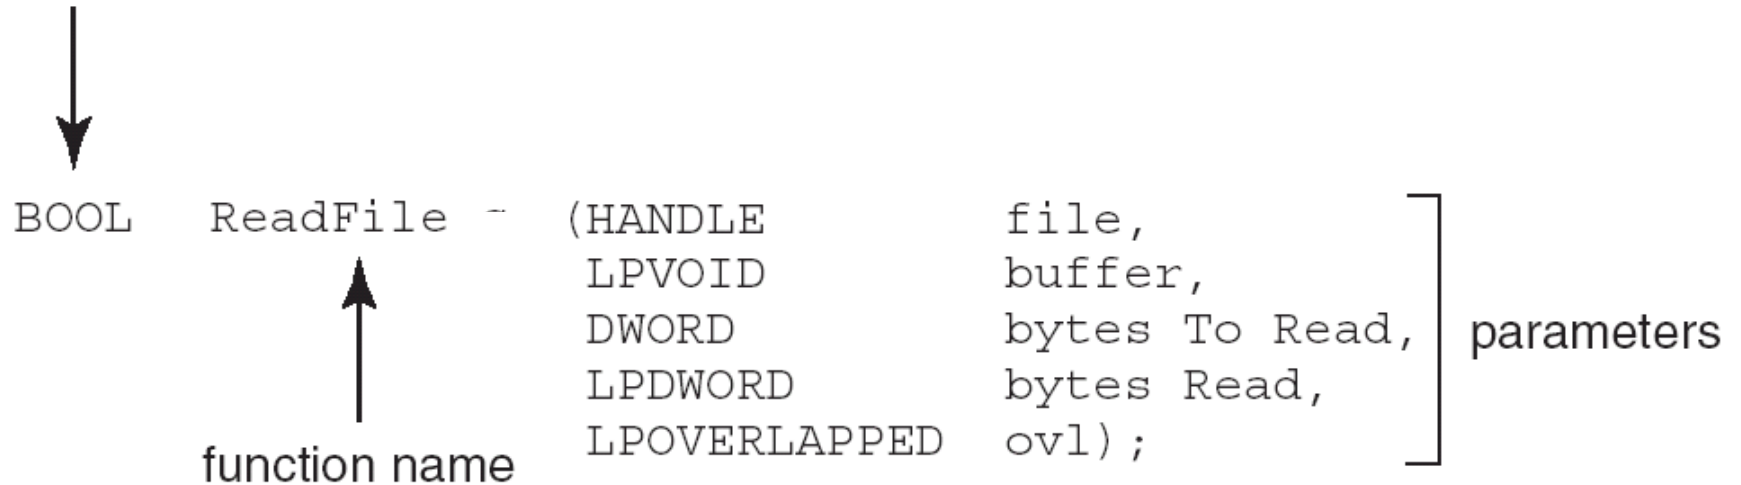 BOOL ReadFile ~ (HANDLE file,
LPVOID buffer,
DWORD bytes To Read,
LPDWORD bytes Read,
LPOVERLAPPED ovl);
parameters
function name